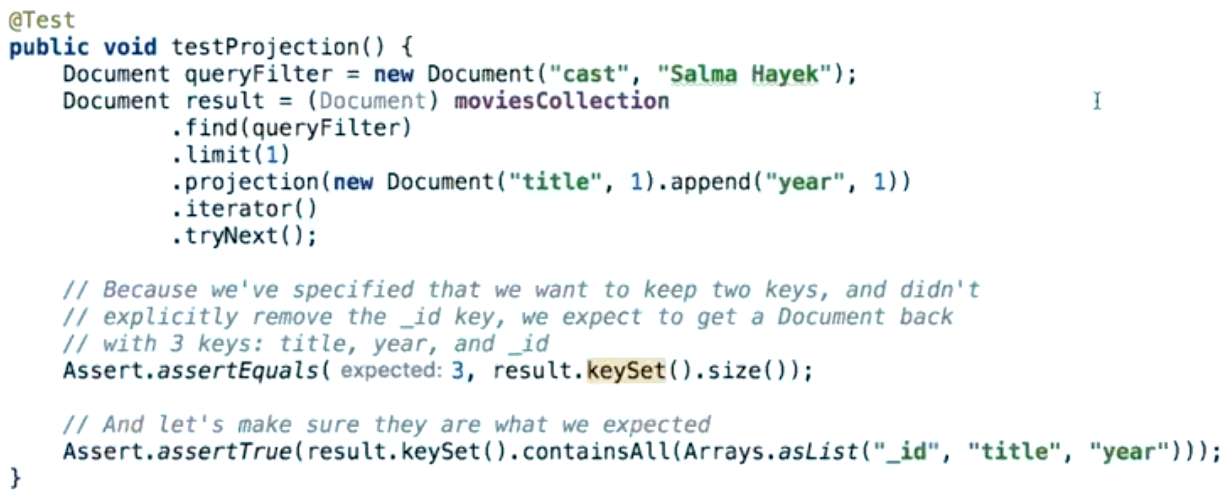 @Test
public void testProjection() {
    Document queryFilter = new Document("cast", "Salma Hayek");
    Document result = (Document) moviesCollection
            .find(queryFilter)
            .limit(1)
            .projection(new Document("title", 1).append("year", 1))
            .iterator()
            .tryNext();

    // Because we've specified that we want to keep two keys, and didn't
    // explicitly remove the _id key, we expect to get a Document back
    // with 3 keys: title, year, and _id
    Assert.assertEquals( expected: 3, result.keySet().size());

    // And let's make sure they are what we expected
    Assert.assertTrue(result.keySet().containsAll(Arrays.asList("_id", "title", "year")));
}